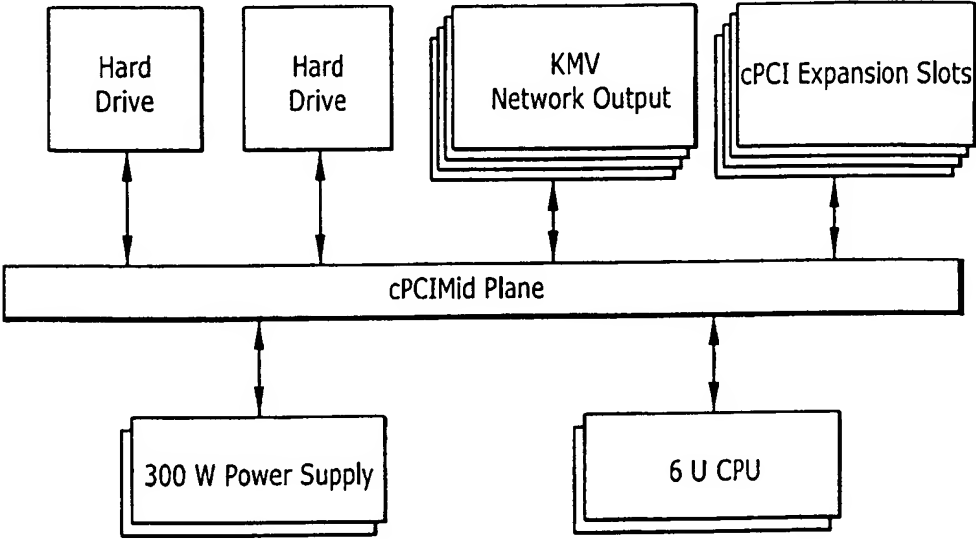 Hard
Drive
Hard
Drive
KMV
Network Output
cPCI Expansion Slots
cPCIMid Plane
300 W Power Supply
6 U CPU